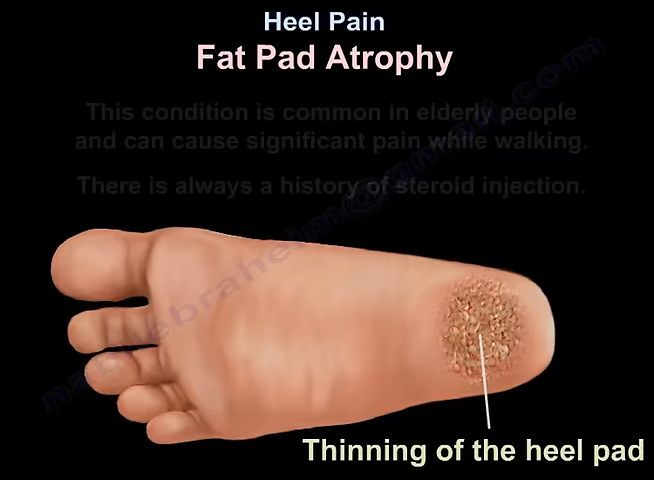 Heel Pain
Fat Pad Atrophy
This condition is common in elderly people
and can cause significant pain while walking.
There is always a history of steroid injection.
Thinning of the heel pad